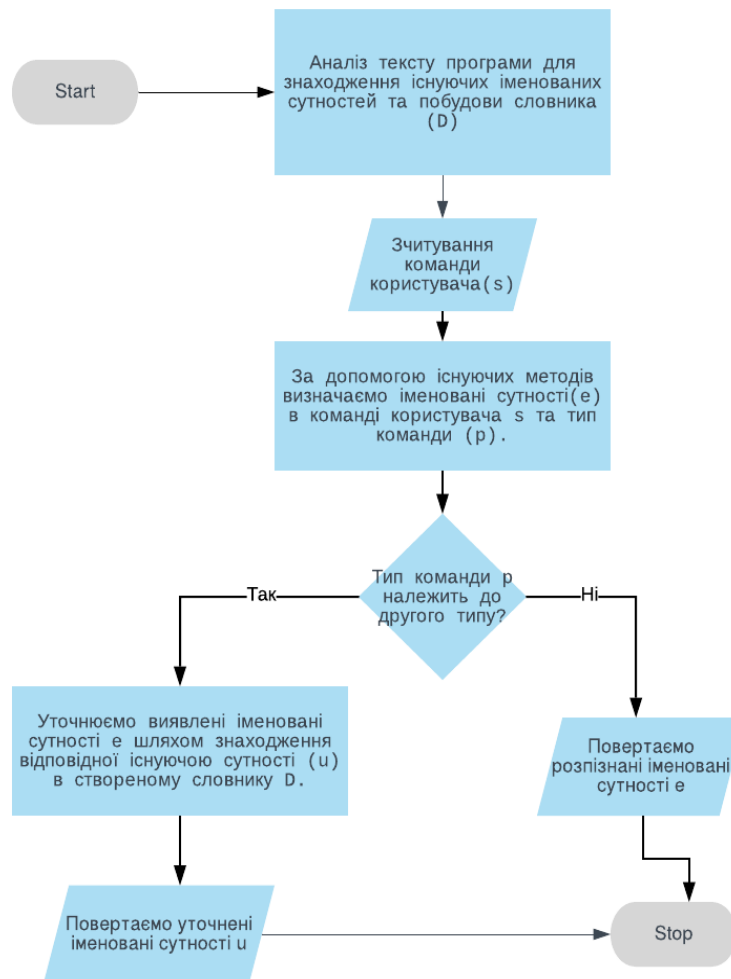 Start
Аналіз тексту програми для
знаходження існуючих іменованих
сутностей та побудови словника
(D)
Зчитування
команди
користувача(s)
За допомогою існуючих методів
визначаємо іменовані сутності(e)
в команді користувача s та тип
команди (p).
Тип команди p
належить до
другого типу?
Так
Ні
Уточнюємо виявлені іменовані
сутності e шляхом знаходження
відповідної існуючою сутності (u)
в створеному словнику D.
Повертаємо
розпізнані іменовані
сутності e
Повертаємо уточнені
іменовані сутності u
Stop